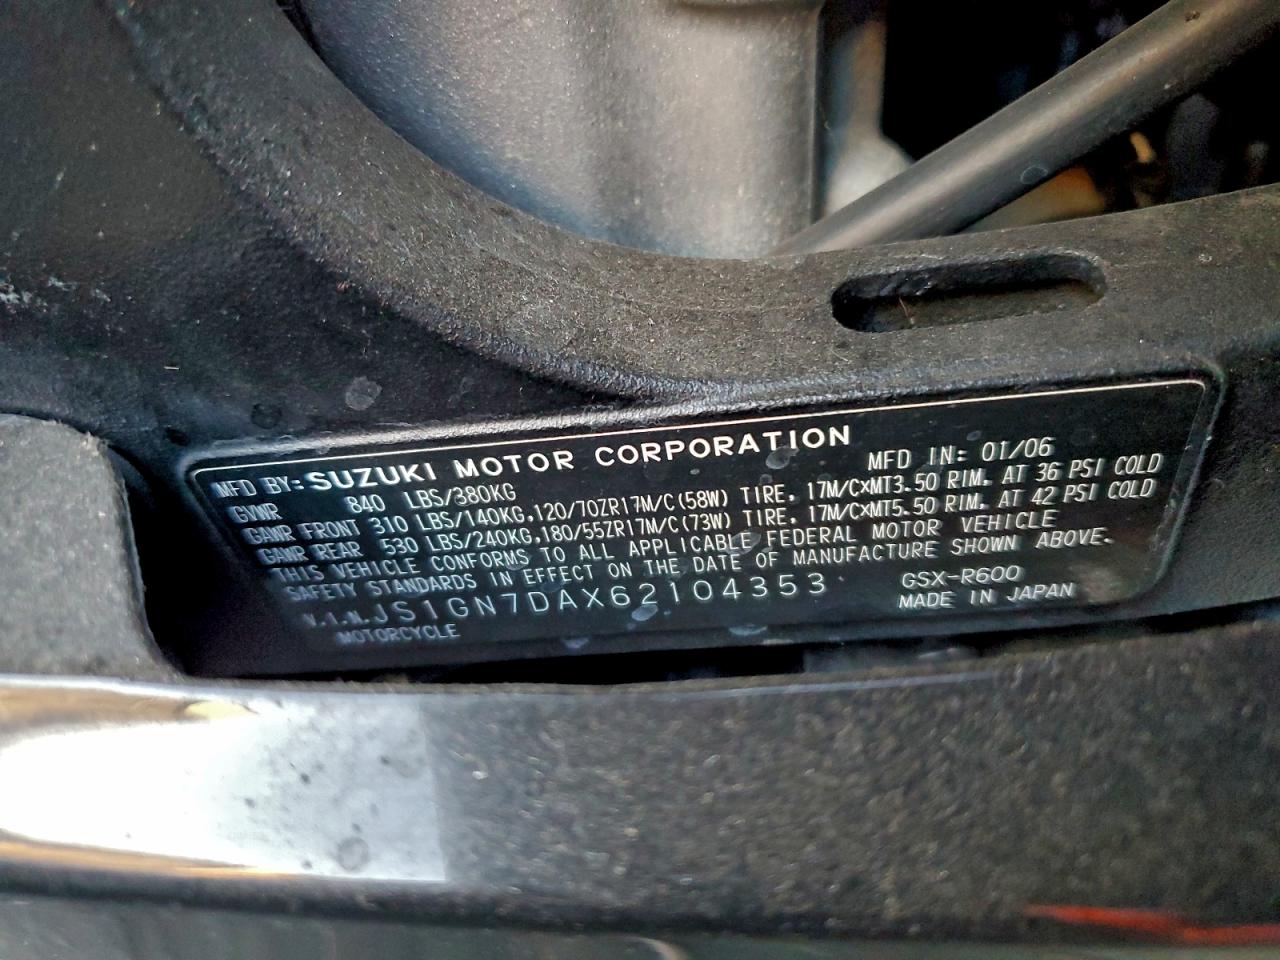 MFD BY: SUZUKI MOTOR CORPORATION
GVWR 840 LBS/380KG MFD IN: 01/06
GAWR FRONT 310 LBS/140KG,120/70ZR17M/C(58W) TIRE, 17M/C×MT3.50 RIM, AT 36 PSI COLD
GAWR REAR 530 LBS/240KG,180/55ZR17M/C(73W) TIRE, 17M/C×MT5.50 RIM, AT 42 PSI COLD
THIS VEHICLE CONFORMS TO ALL APPLICABLE FEDERAL MOTOR VEHICLE
SAFETY STANDARDS IN EFFECT ON THE DATE OF MANUFACTURE SHOWN ABOVE.
V.I.N. JS1GN7DAX62104353 GSX-R600
MOTORCYCLE MADE IN JAPAN